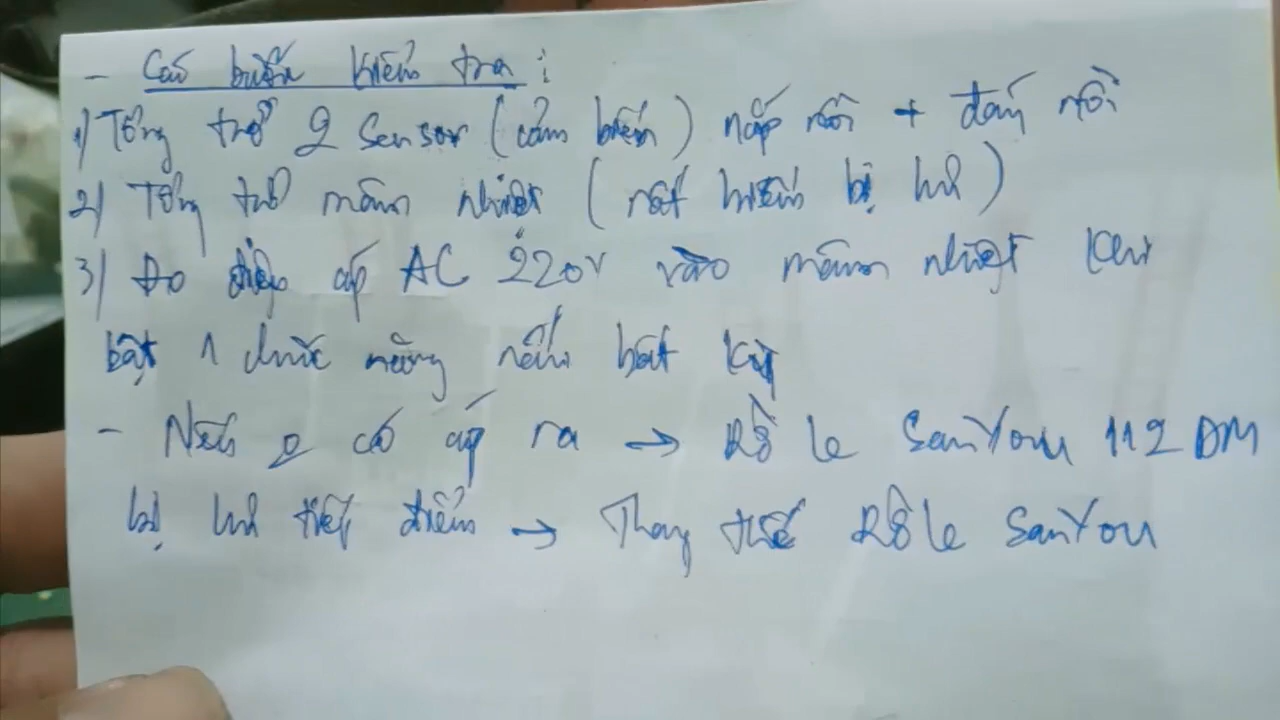 - Các bước kiểm tra :
1) Tổng trở 2 Sensor (cảm biến) nắp nồi + đáy nồi
2) Tổng trở mâm nhiệt (rất hiếm bị hư)
3) Đo điện áp AC 220V vào mâm nhiệt khi
bật 1 chức năng nấu bất kỳ
- Nếu có áp ra → Rờ le SanYou 112 DM
bị hư tiếp điểm → Thay thế Rờ le SanYou